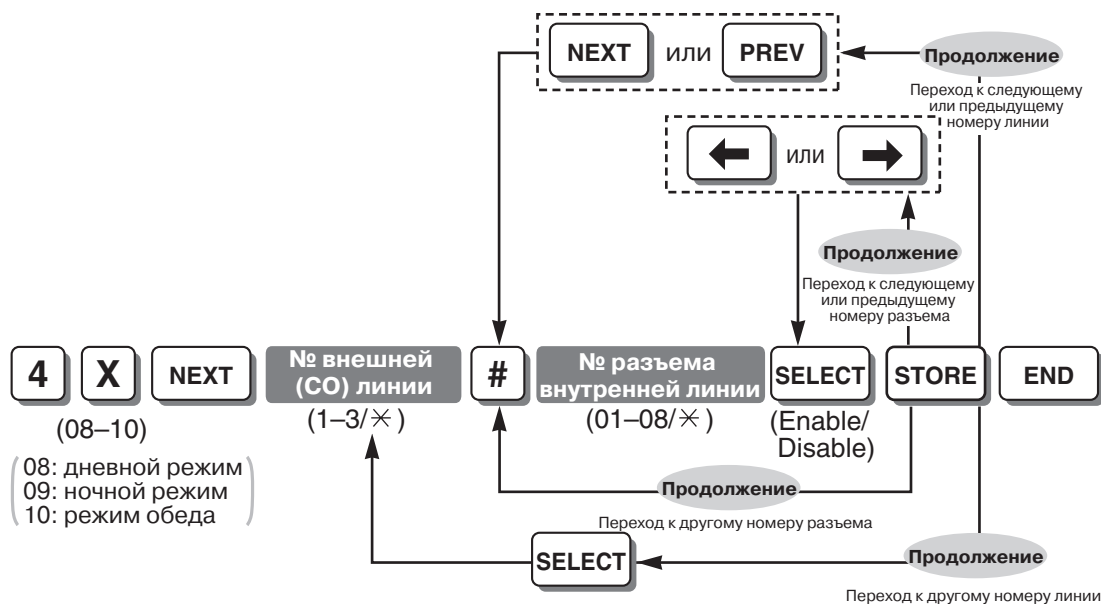 NEXT или PREV
Продолжение
Переход к следующему
или предыдущему
номеру линии
← или →
Продолжение
Переход к следующему
или предыдущему
номеру разъема
4 X NEXT
№ внешней
(CO) линии
#
№ разъема
внутренней линии
SELECT STORE END
(08–10)
(1–3/✳)
(01–08/✳)
(Enable/
Disable)
08: дневной режим
09: ночной режим
10: режим обеда
Продолжение
Переход к другому номеру разъема
SELECT
Продолжение
Переход к другому номеру линии